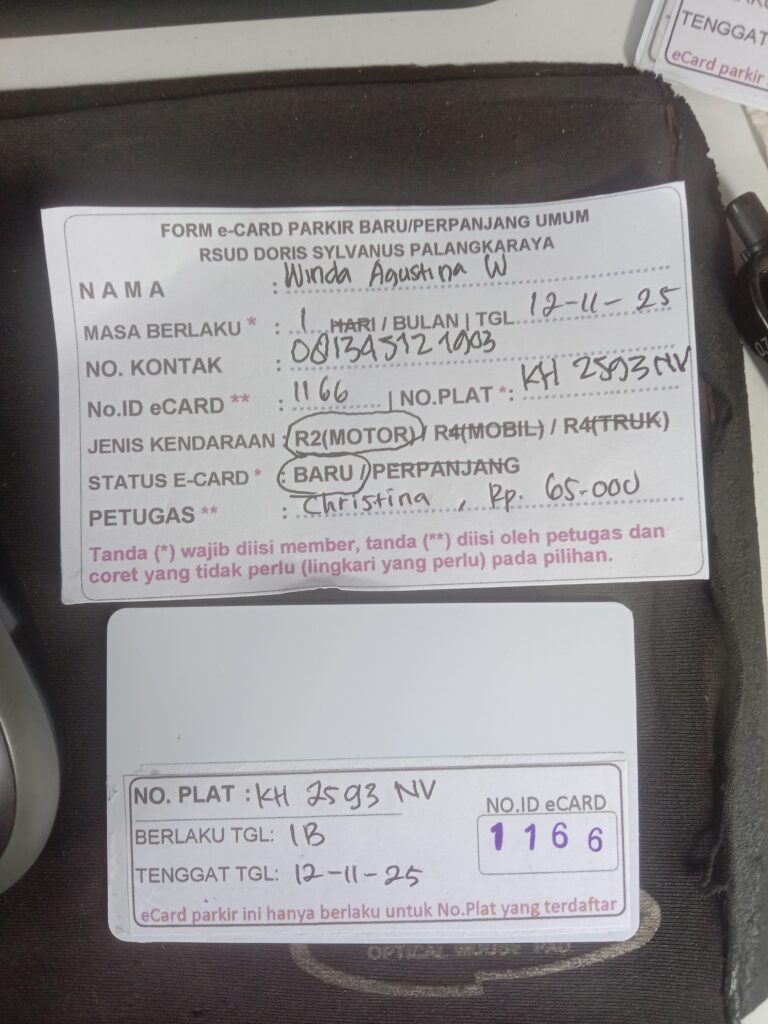 TENGGAT
eCard parkir
FORM e-CARD PARKIR BARU/PERPANJANG UMUM
RSUD DORIS SYLVANUS PALANGKARAYA
NAMA : Winda Agustina W
MASA BERLAKU * : 1 HARI / BULAN | TGL 12-11-25
NO. KONTAK : 081345121903
No.ID eCARD ** : 1166 | NO.PLAT *: KH 2593 NV
JENIS KENDARAAN : R2(MOTOR) / R4(MOBIL) / R4(TRUK)
STATUS E-CARD * : BARU / PERPANJANG
PETUGAS ** : Christina , Rp. 65.000
Tanda (*) wajib diisi member, tanda (**) diisi oleh petugas dan
coret yang tidak perlu (lingkari yang perlu) pada pilihan.
NO. PLAT : KH 2593 NV
NO.ID eCARD
BERLAKU TGL: 1B
1166
TENGGAT TGL: 12-11-25
eCard parkir ini hanya berlaku untuk No.Plat yang terdaftar
OPTICAL MOUSE PAD